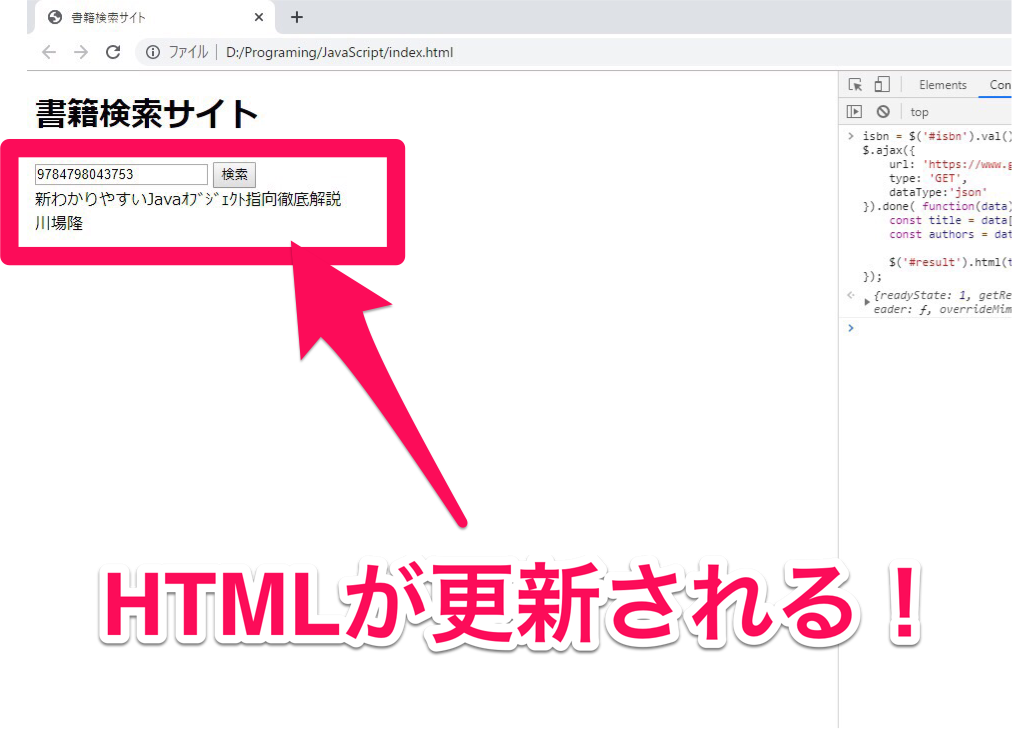 書籍検索サイト
ファイル D:/Programing/JavaScript/index.html
Elements
top
書籍検索サイト
9784798043753 検索
新わかりやすいJavaｵﾌﾞｼﾞｪｸﾄ指向徹底解説
川場隆
isbn = $('#isbn').val()
$.ajax({
url: 'https://www.g
type: 'GET',
dataType:'json'
}).done( function(data)
const title = data[
const authors = dat
$('#result').html(t
});
{readyState: 1, getRe
eader: ƒ, overrideMim
HTMLが更新される！